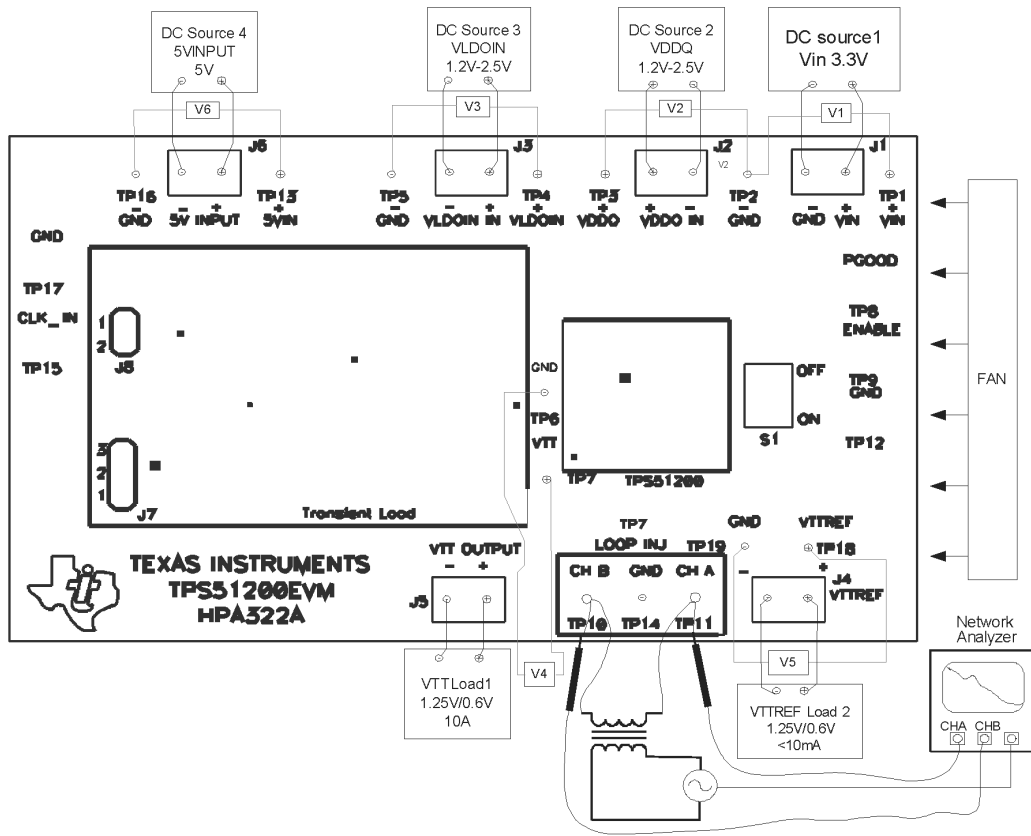 DC Source 4
5VINPUT
5V
DC Source 3
VLDOIN
1.2V-2.5V
DC Source 2
VDDQ
1.2V-2.5V
DC source1
Vin 3.3V
V6
V3
V2
V1
J6
J3
J2
V2
J1
TP16
TP13
TP5
TP4
TP3
TP2
TP1
- + + - - + + + - - - + +
GND 5V INPUT 5VIN GND VLDOIN IN VLDOIN VDDQ VDDQ IN GND GND VIN VIN
GND
PGOOD
TP17
CLK_IN
TP15
1
2
J8
TP8
ENABLE
GND
OFF
TP9
GND
FAN
TP6
ON
VTT
S1
TP12
3
2
1
J7
TP7
TPS51200
Transient Load
TP7
GND
VTTREF
LOOP INJ
TP19
TP18
VTT OUTPUT
- +
TEXAS INSTRUMENTS
TPS51200EVM
HPA322A
CH B GND CH A
- +
J4
VTTREF
J5
TP10 TP14 TP11
Network
Analyzer
V4
V5
VTTLoad1
1.25V/0.6V
10A
VTTREF Load 2
1.25V/0.6V
<10mA
CHA CHB